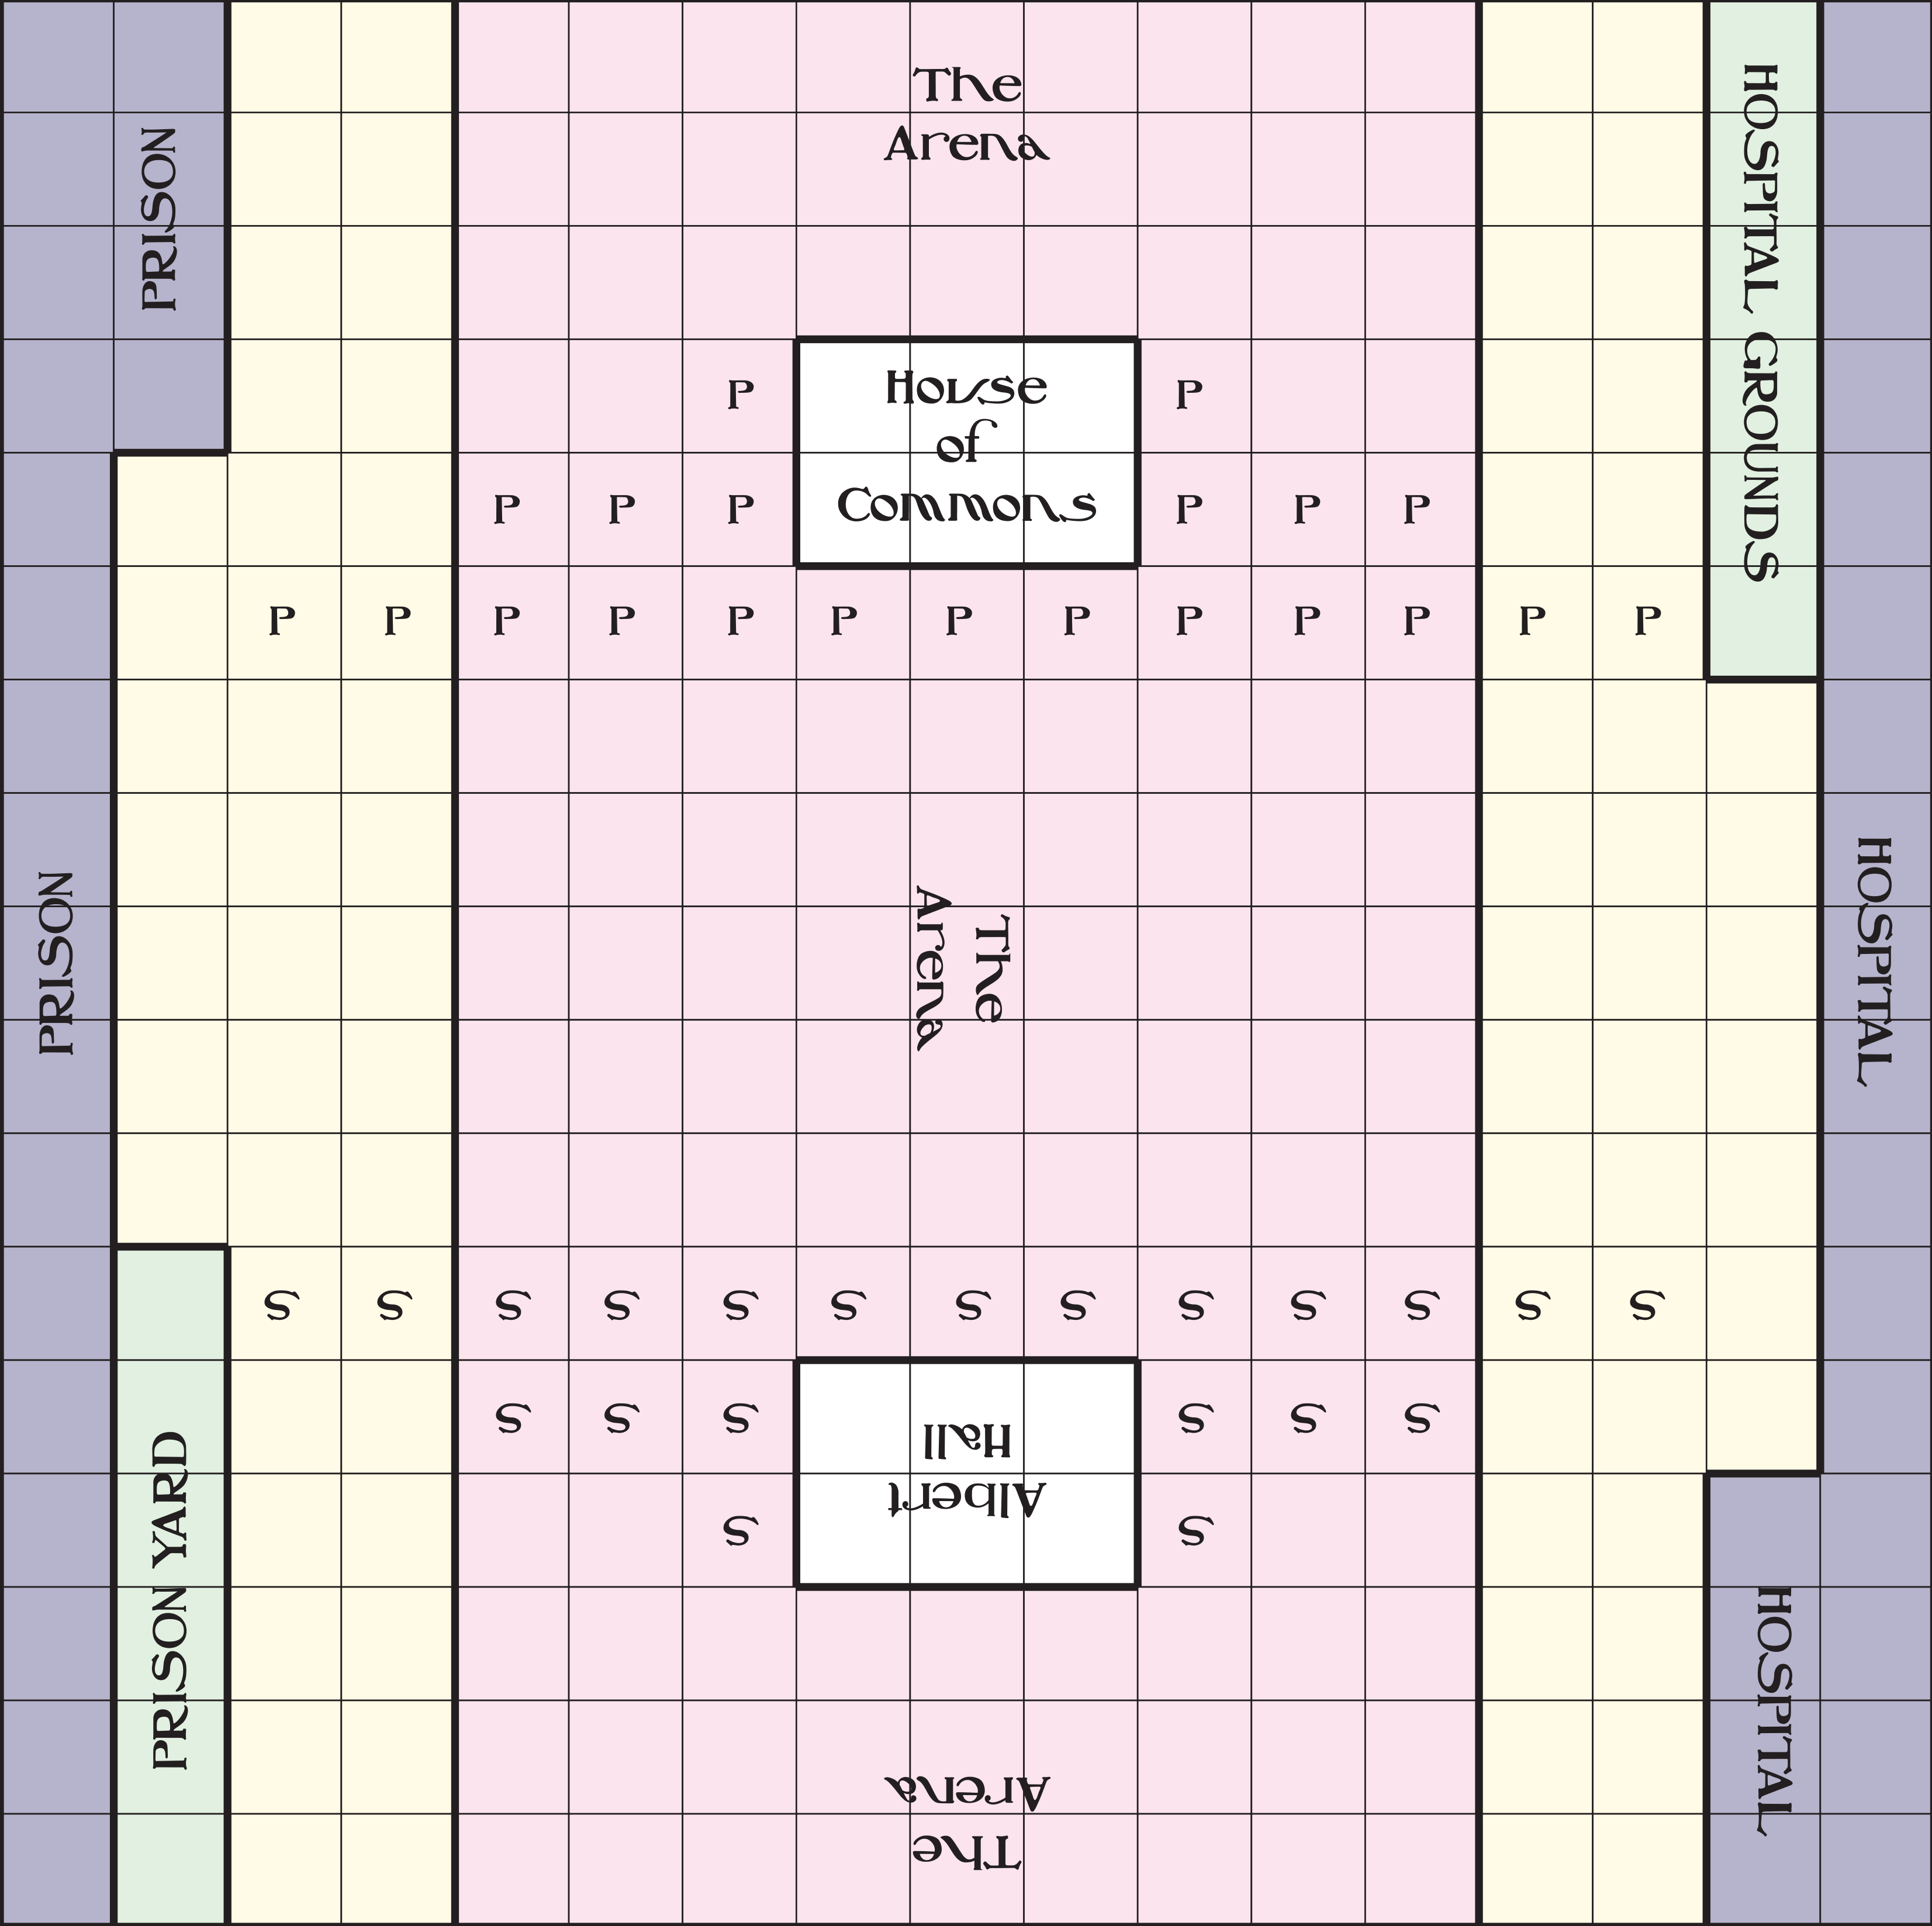 The
Arena
PRISON
HOSPITAL GROUNDS
House
of
Commons
P P
P P P P P P
P P P P P P P P P P P P P
PRISON
The
Arena
HOSPITAL
S S S S S S S S S S S S S
S S S S S S
S S
Albert
Hall
PRISON YARD
HOSPITAL
The
Arena